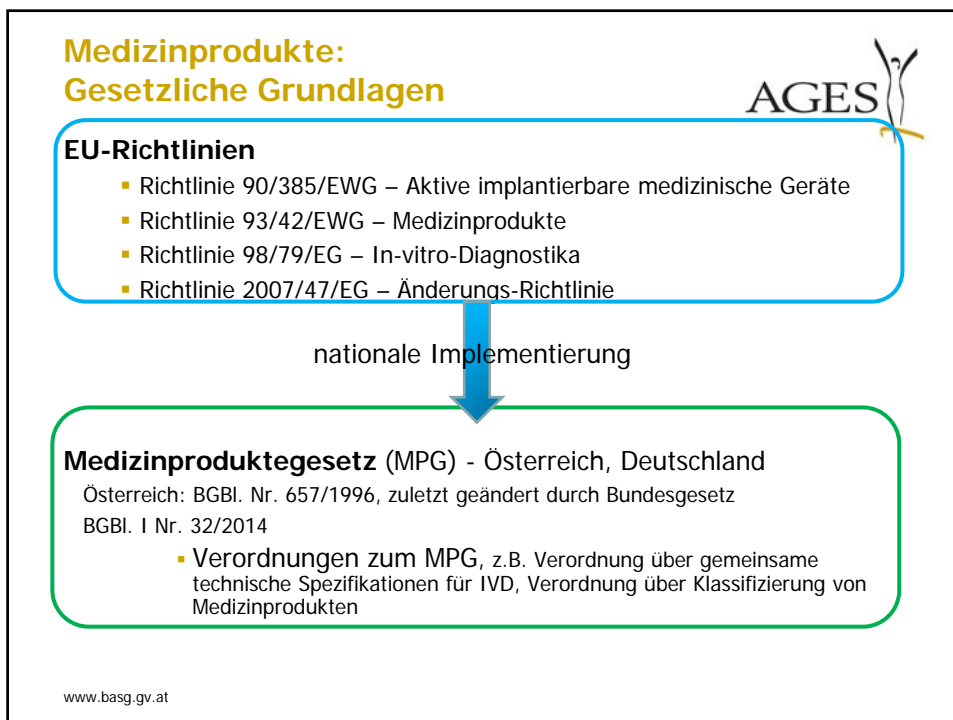 Medizinprodukte:
Gesetzliche Grundlagen
AGES
EU-Richtlinien
▪ Richtlinie 90/385/EWG – Aktive implantierbare medizinische Geräte
▪ Richtlinie 93/42/EWG – Medizinprodukte
▪ Richtlinie 98/79/EG – In-vitro-Diagnostika
▪ Richtlinie 2007/47/EG – Änderungs-Richtlinie
nationale Implementierung
Medizinproduktegesetz (MPG) - Österreich, Deutschland
Österreich: BGBl. Nr. 657/1996, zuletzt geändert durch Bundesgesetz
BGBl. I Nr. 32/2014
▪ Verordnungen zum MPG, z.B. Verordnung über gemeinsame
technische Spezifikationen für IVD, Verordnung über Klassifizierung von
Medizinprodukten
www.basg.gv.at